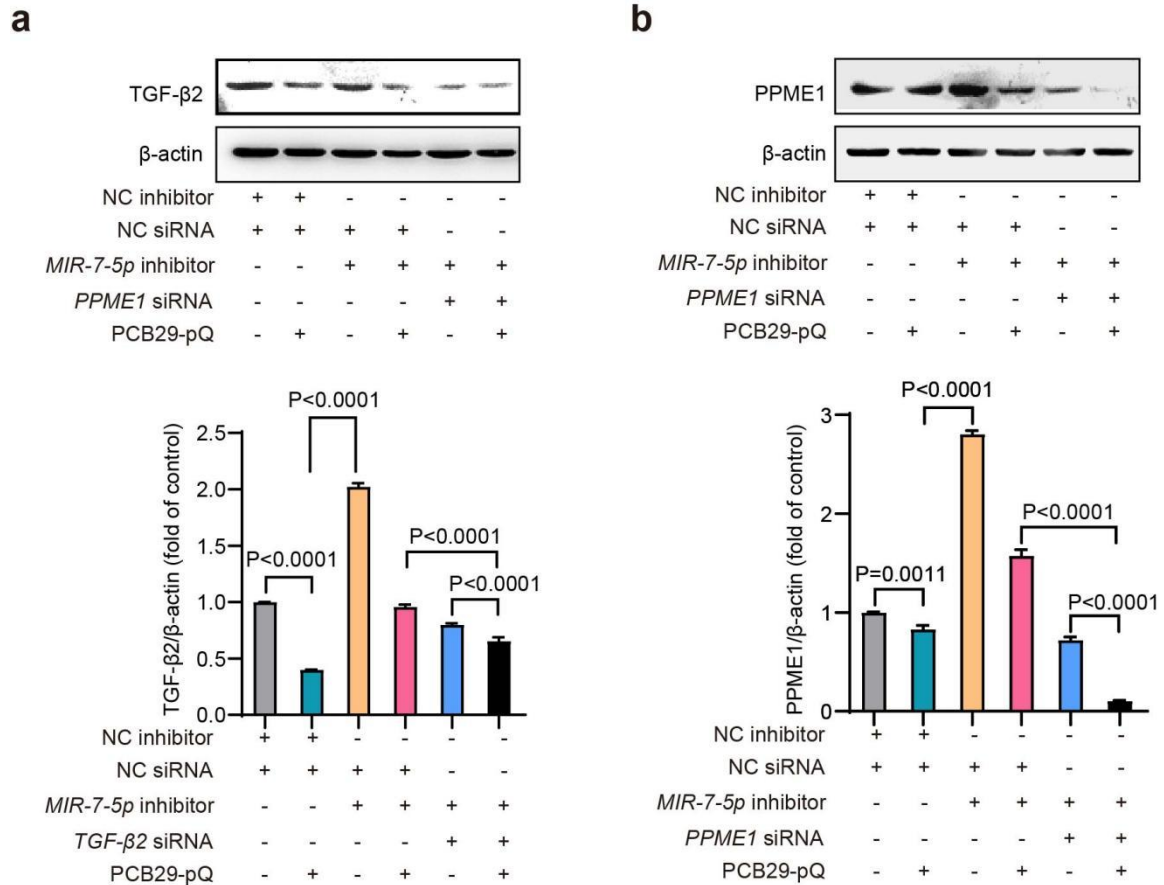 a
TGF-β2
β-actin
NC inhibitor + + - - - -
NC siRNA + + + + - -
MIR-7-5p inhibitor - - + + + +
PPME1 siRNA - - - - + +
PCB29-pQ - + - + - +
P<0.0001
P<0.0001
P<0.0001
P<0.0001
TGF-β2/β-actin (fold of control)
2.5
2.0
1.5
1.0
0.5
0.0
NC inhibitor + + - - - -
NC siRNA + + + + - -
MIR-7-5p inhibitor - - + + + +
TGF-β2 siRNA - - - - + +
PCB29-pQ - + - + - +
b
PPME1
β-actin
NC inhibitor + + - - - -
NC siRNA + + + + - -
MIR-7-5p inhibitor - - + + + +
PPME1 siRNA - - - - + +
PCB29-pQ - + - + - +
P<0.0001
P<0.0001
P=0.0011
P<0.0001
PPME1/β-actin (fold of control)
3
2
1
0
NC inhibitor + + - - - -
NC siRNA + + + + - -
MIR-7-5p inhibitor - - + + + +
PPME1 siRNA - - - - + +
PCB29-pQ - + - + - +